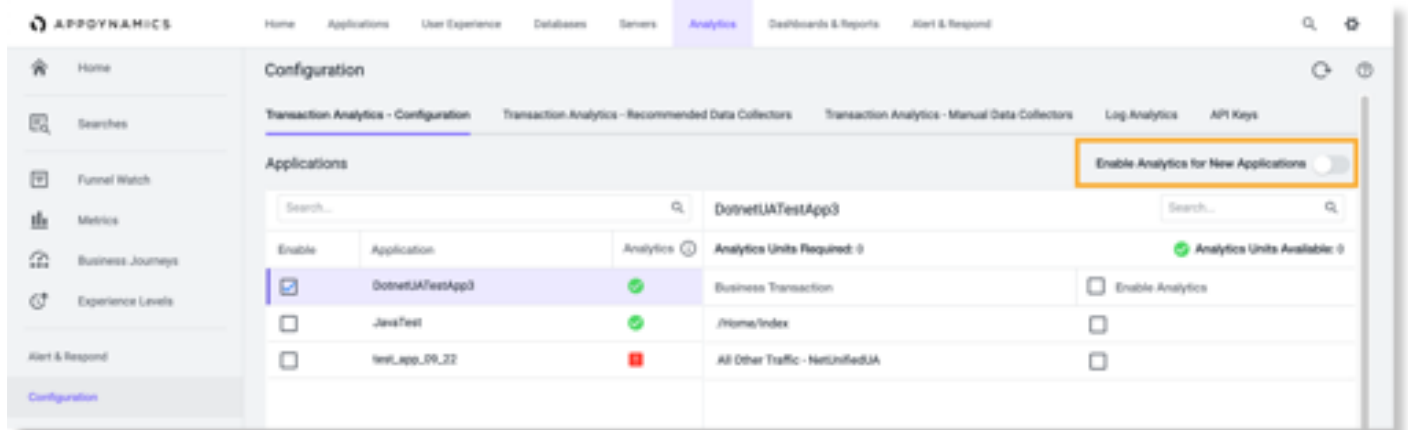 APPDYNAMICS
Home Applications User Experience Databases Servers Analytics Dashboards & Reports Alert & Respond
Home
Searches
Funnel Watch
Metrics
Business Journeys
Experience Levels
Alert & Respond
Configuration
Configuration
Transaction Analytics - Configuration Transaction Analytics - Recommended Data Collectors Transaction Analytics - Manual Data Collectors Log Analytics API Keys
Applications
Enable Analytics for New Applications
Search...
Enable Application Analytics
DotnetUATestApp3
JavaTest
test_app_09_22
DotnetUATestApp3
Search...
Analytics Units Required: 0 Analytics Units Available: 0
Business Transaction Enable Analytics
/Home/Index
All Other Traffic - NetUnifiedUA